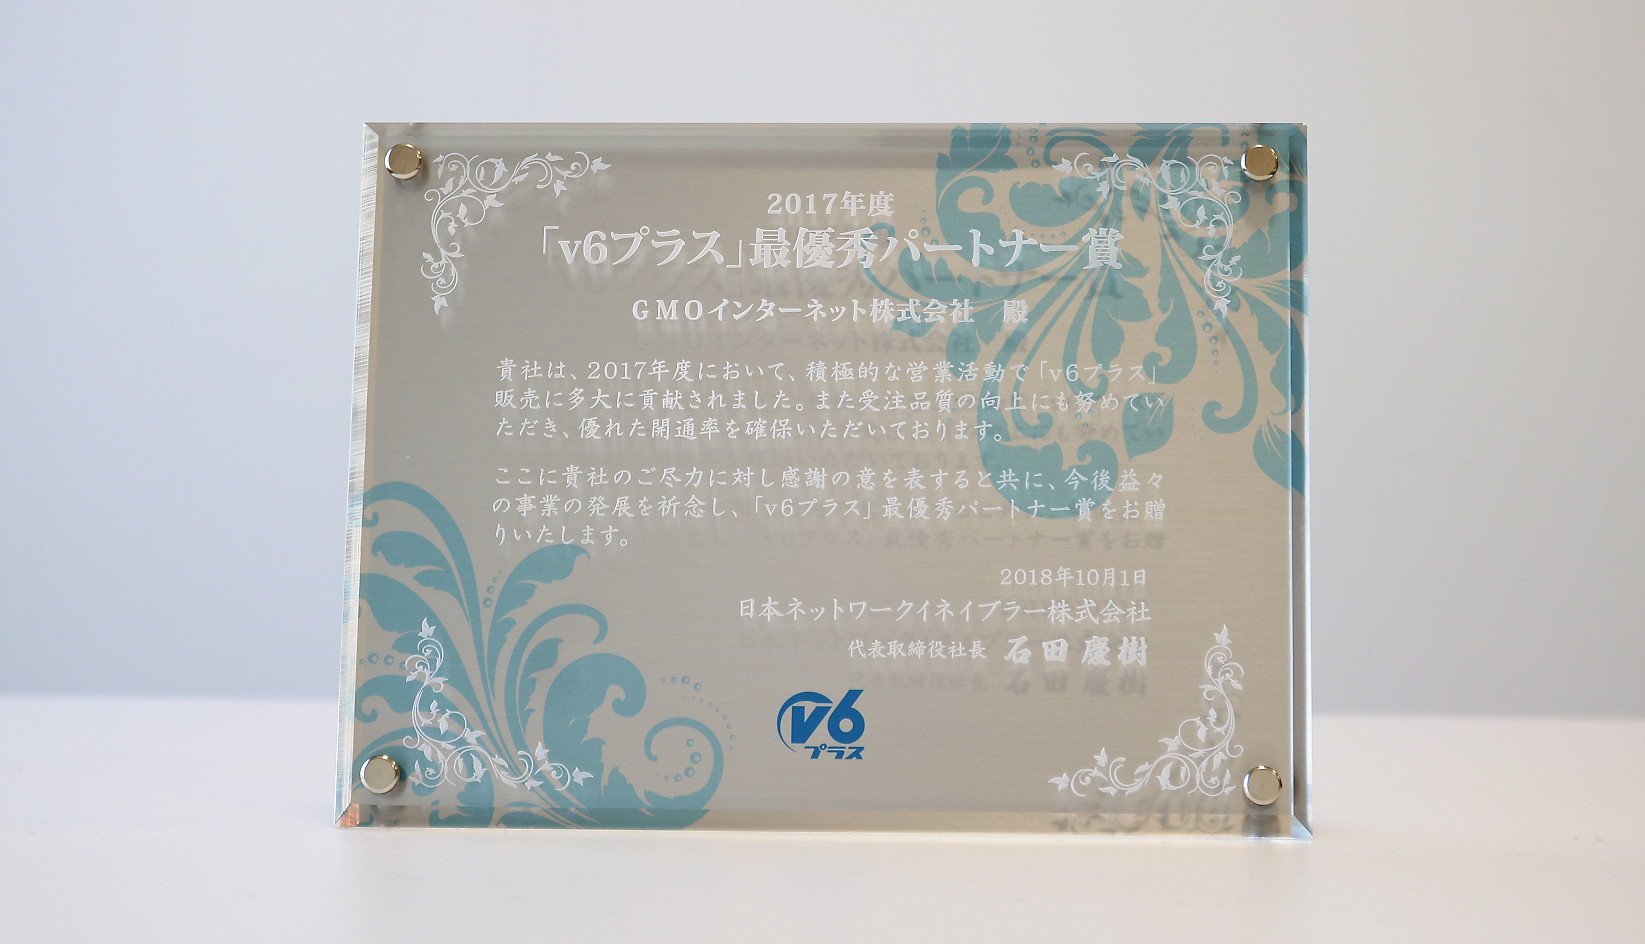 2017年度
「v6プラス」最優秀パートナー賞
GMOインターネット株式会社 殿
貴社は、2017年度において、積極的な営業活動で「v6プラス」
販売に多大に貢献されました。また受注品質の向上にも努めてい
ただき、優れた開通率を確保いただいております。
ここに貴社のご尽力に対し感謝の意を表すると共に、今後益々
の事業の発展を祈念し、「v6プラス」最優秀パートナー賞をお贈
りいたします。
2018年10月1日
日本ネットワークイネイブラー株式会社
代表取締役社長 石田 慶樹
v6
プラス